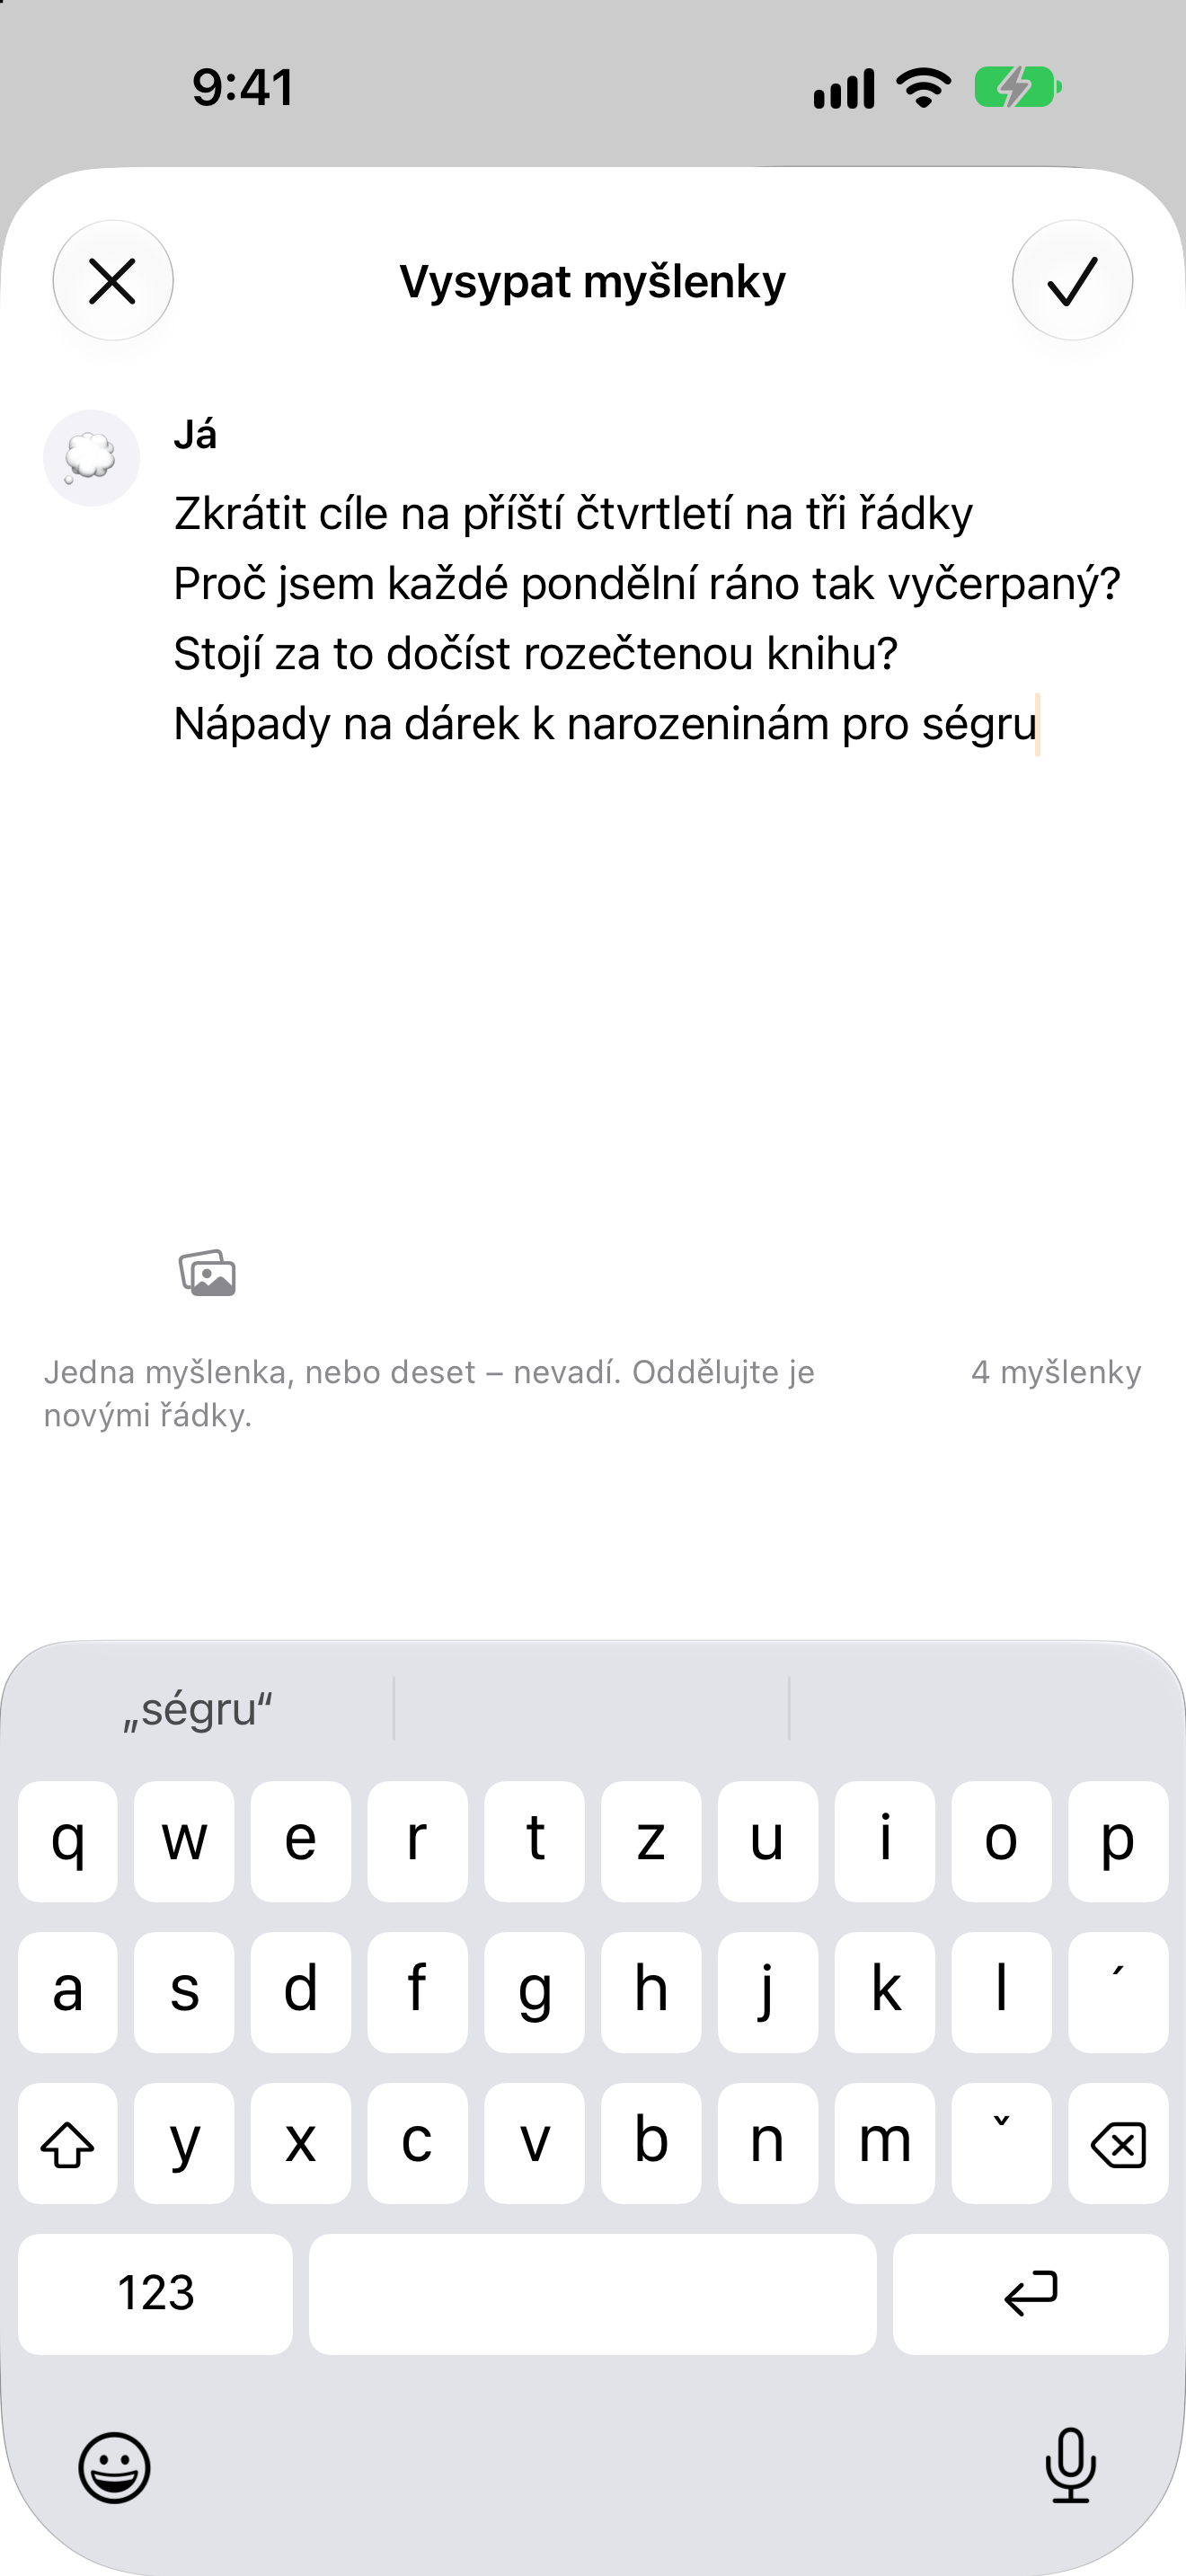 9:41
Vysypat myšlenky
Já
Zkrátit cíle na příští čtvrtletí na tři řádky
Proč jsem každé pondělní ráno tak vyčerpaný?
Stojí za to dočíst rozečtenou knihu?
Nápady na dárek k narozeninám pro ségru
Jedna myšlenka, nebo deset – nevadí. Oddělujte je
novými řádky.
4 myšlenky
„ségru“
q w e r t z u i o p
a s d f g h j k l ´
y x c v b n m ˇ
123